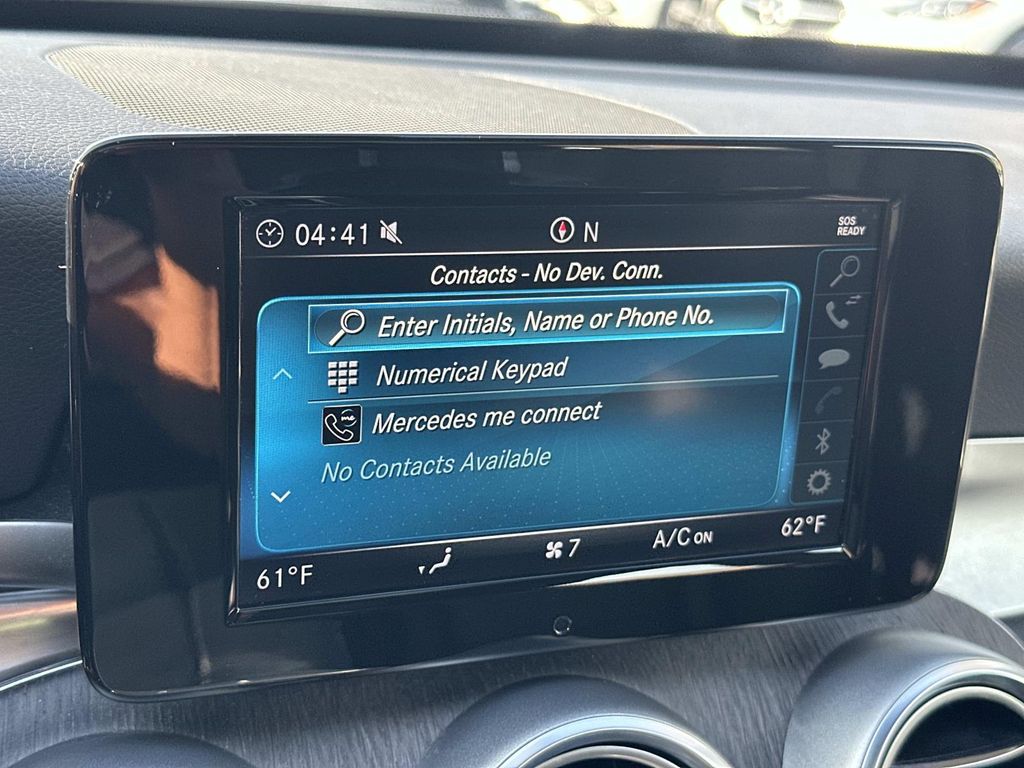 04:41 N SOS
READY
Contacts - No Dev. Conn.
Enter Initials, Name or Phone No.
Numerical Keypad
me Mercedes me connect
No Contacts Available
61°F 7 A/C ON 62°F